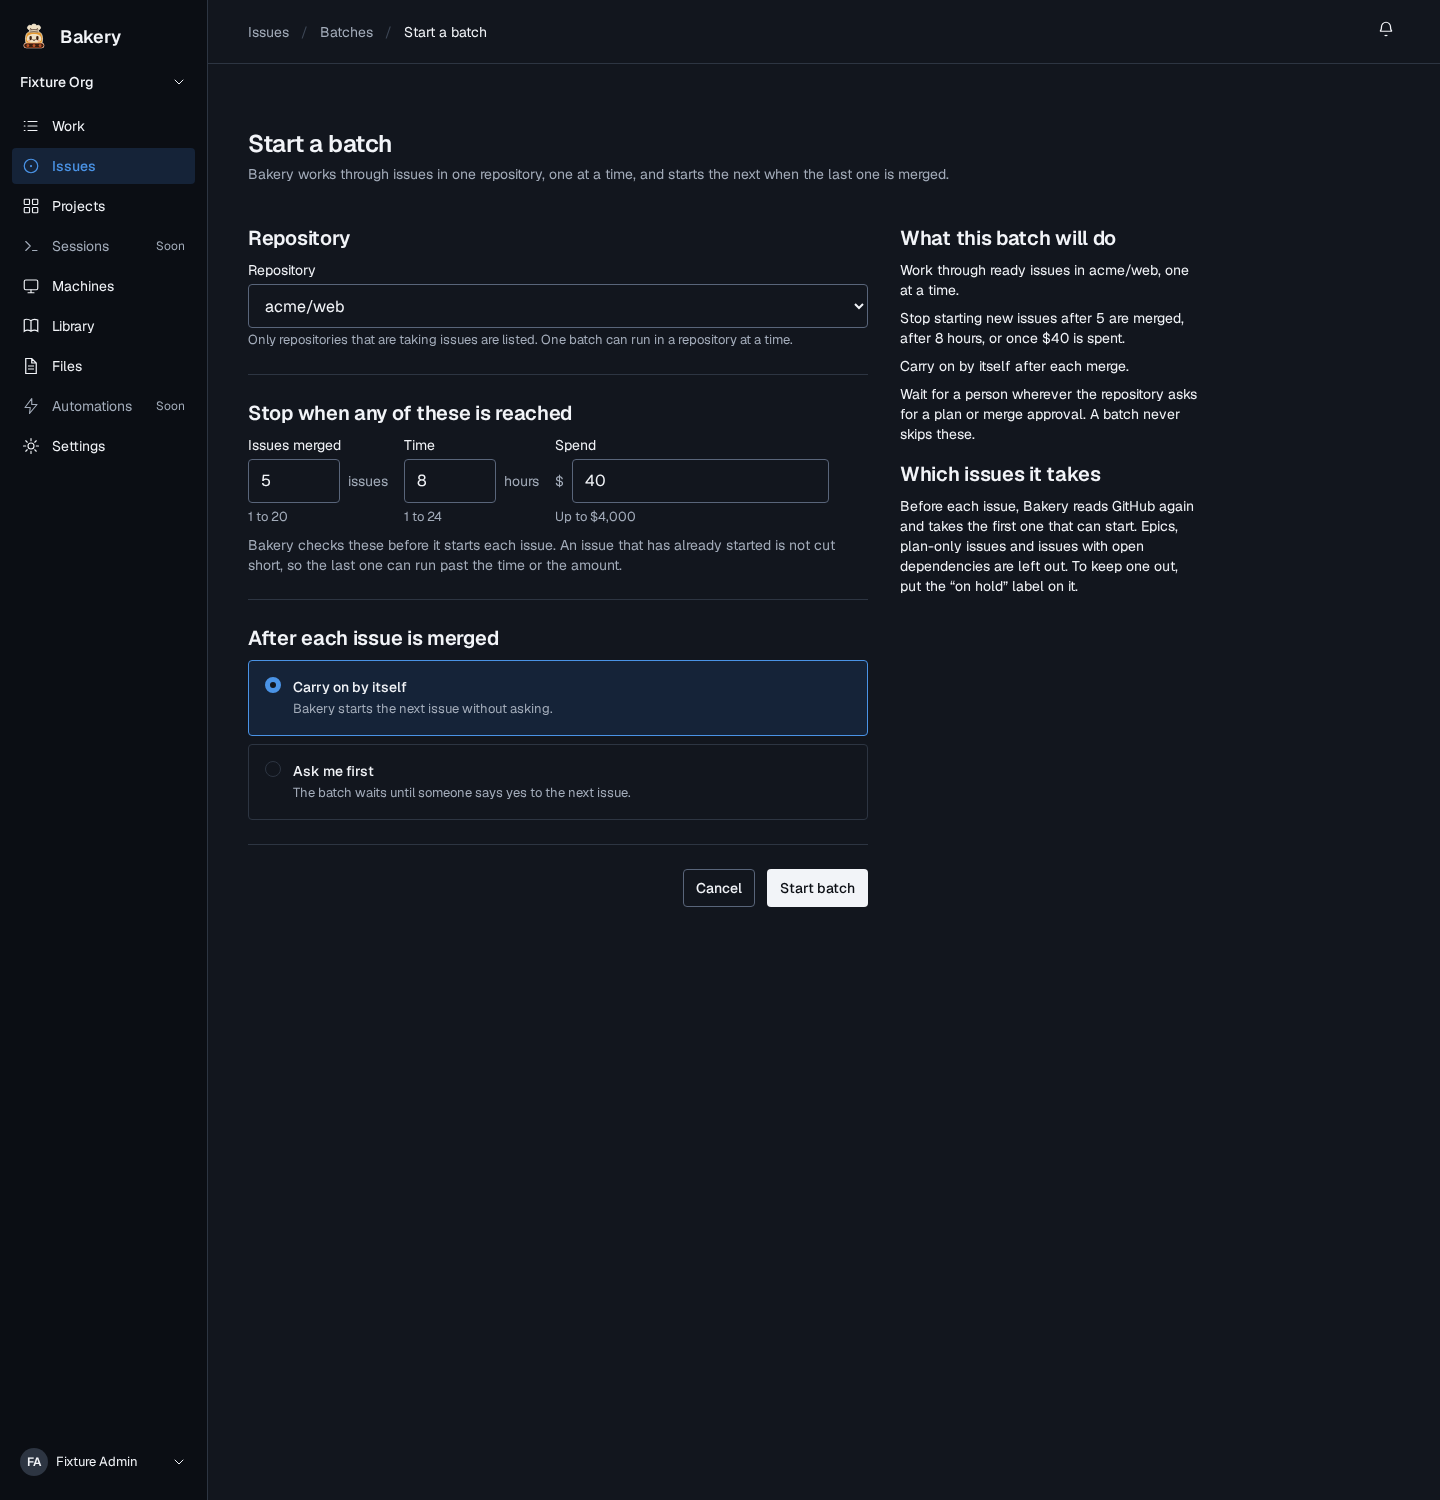 Bakery
Fixture Org
Work
Issues
Projects
Sessions Soon
Machines
Library
Files
Automations Soon
Settings
FA Fixture Admin
Issues / Batches / Start a batch
Start a batch
Bakery works through issues in one repository, one at a time, and starts the next when the last one is merged.
Repository
Repository
acme/web
Only repositories that are taking issues are listed. One batch can run in a repository at a time.
Stop when any of these is reached
Issues merged Time Spend
5 issues 8 hours $ 40
1 to 20 1 to 24 Up to $4,000
Bakery checks these before it starts each issue. An issue that has already started is not cut
short, so the last one can run past the time or the amount.
After each issue is merged
Carry on by itself
Bakery starts the next issue without asking.
Ask me first
The batch waits until someone says yes to the next issue.
Cancel Start batch
What this batch will do
Work through ready issues in acme/web, one
at a time.
Stop starting new issues after 5 are merged,
after 8 hours, or once $40 is spent.
Carry on by itself after each merge.
Wait for a person wherever the repository asks
for a plan or merge approval. A batch never
skips these.
Which issues it takes
Before each issue, Bakery reads GitHub again
and takes the first one that can start. Epics,
plan-only issues and issues with open
dependencies are left out. To keep one out,
put the “on hold” label on it.